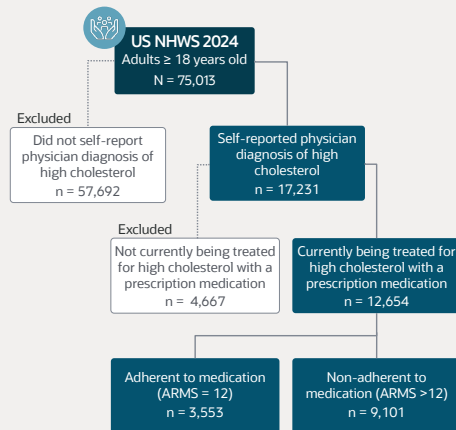 US NHWS 2024
Adults ≥ 18 years old
N = 75,013
Excluded
Did not self-report
physician diagnosis of
high cholesterol
n = 57,692
Self-reported physician
diagnosis of high
cholesterol
n = 17,231
Excluded
Not currently being treated
for high cholesterol with a
prescription medication
n = 4,667
Currently being treated for
high cholesterol with a
prescription medication
n = 12,654
Adherent to medication
(ARMS = 12)
n = 3,553
Non-adherent to
medication (ARMS >12)
n = 9,101